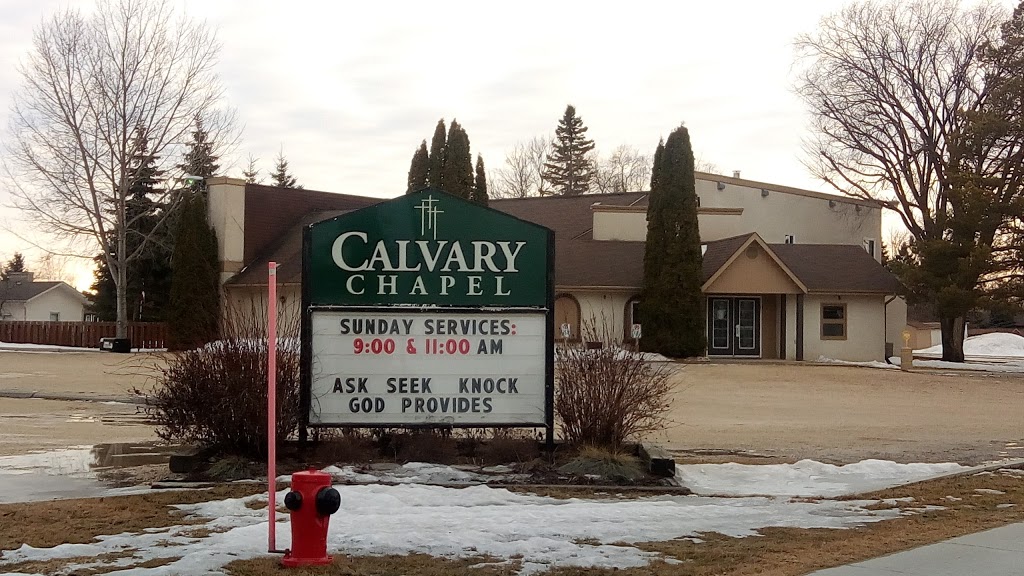 CALVARY
CHAPEL
SUNDAY SERVICES:
9:00 & 11:00 AM
ASK SEEK KNOCK
GOD PROVIDES